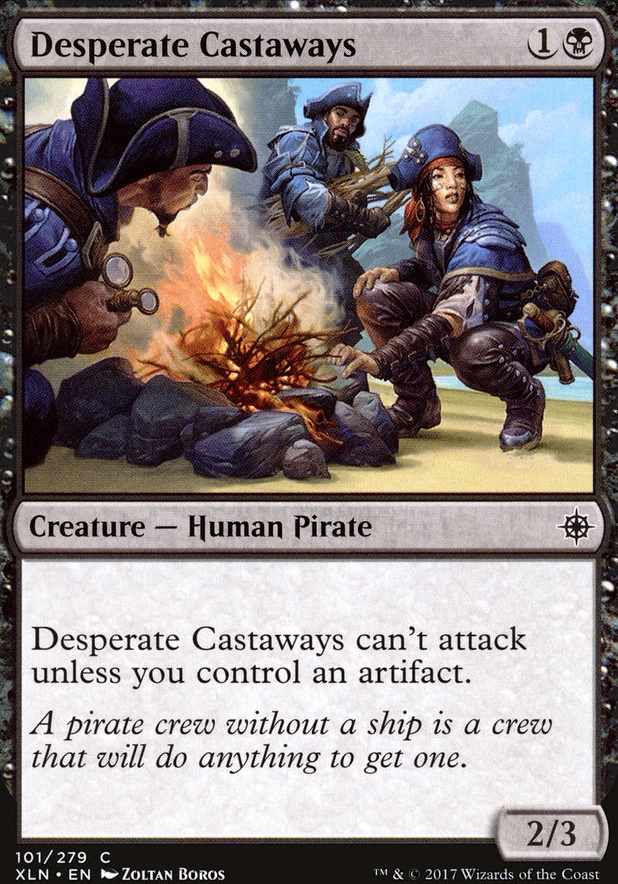 Desperate Castaways 1
Creature — Human Pirate
Desperate Castaways can't attack
unless you control an artifact.
A pirate crew without a ship is a crew
that will do anything to get one.
2/3
101/279 C
XLN • EN Zoltan Boros
™ & © 2017 Wizards of the Coast